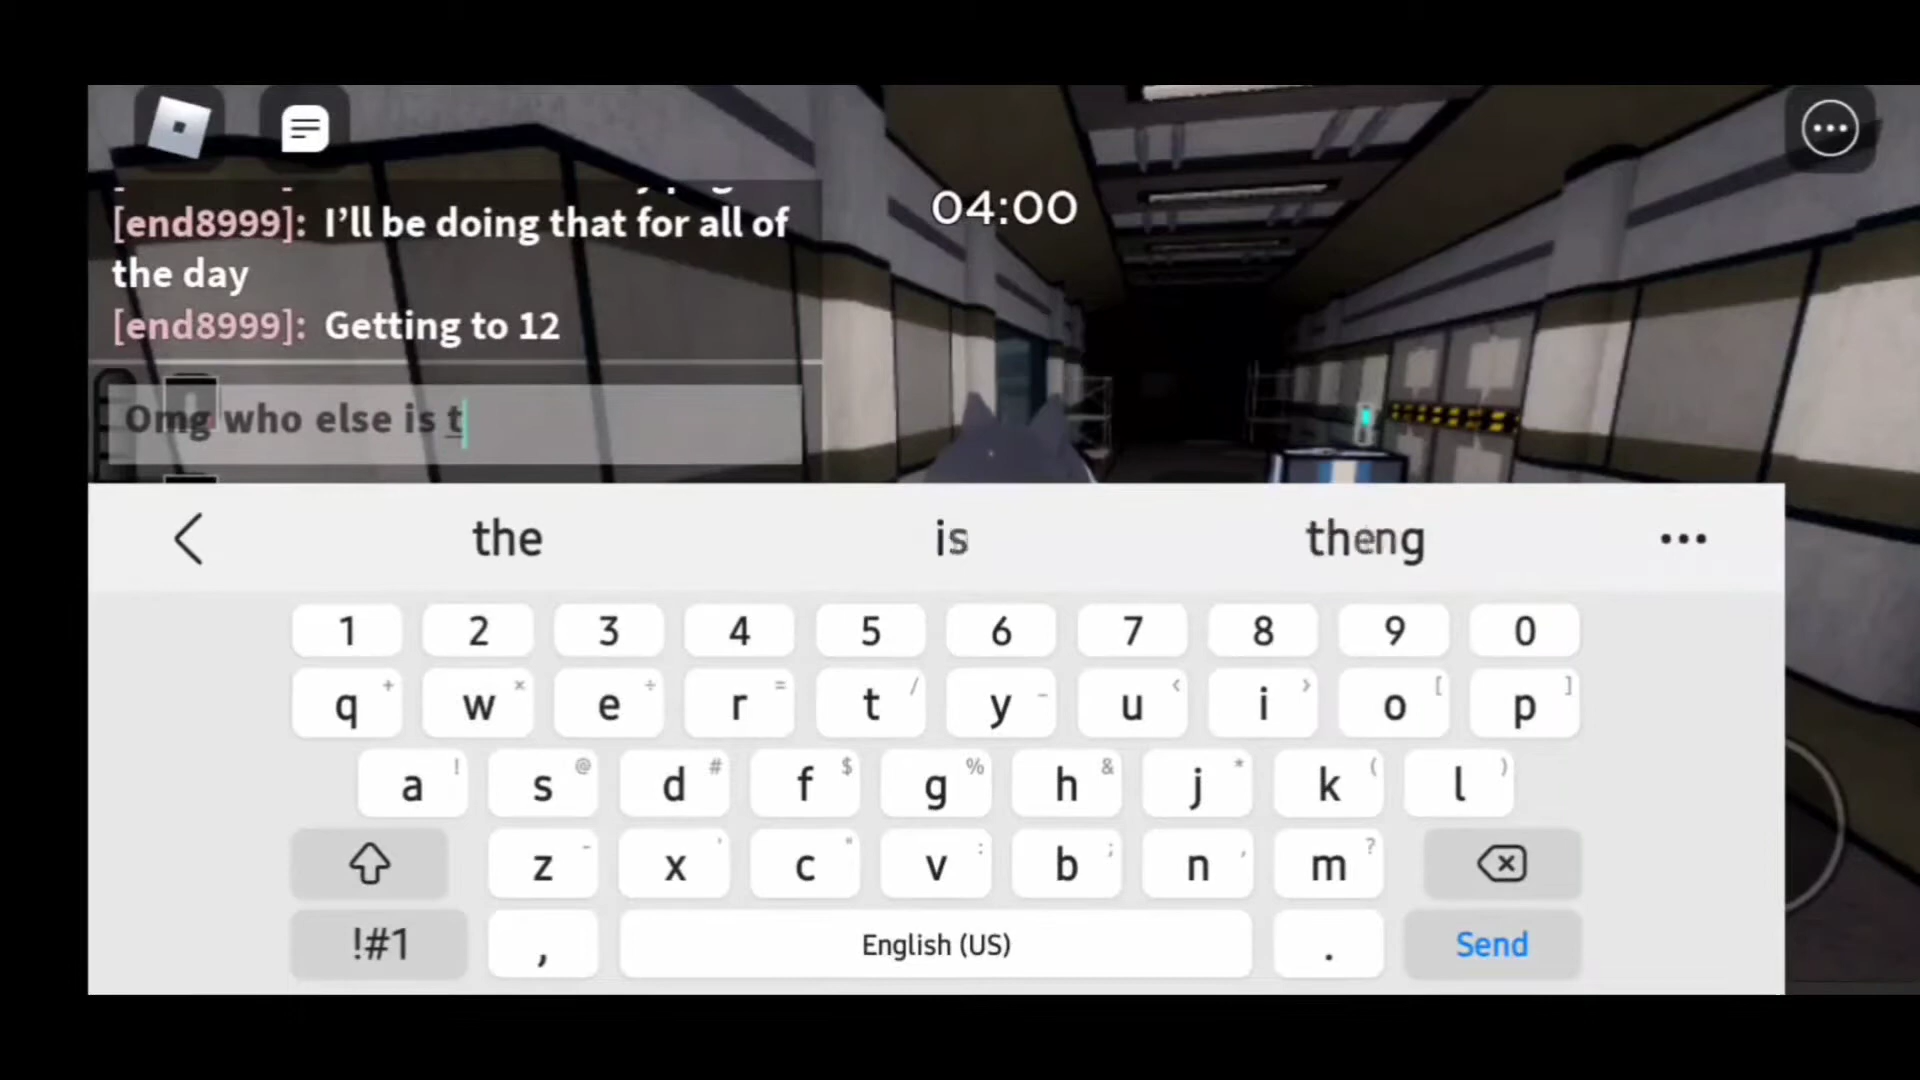 [end8999]: I'll be doing that for all of
the day
[end8999]: Getting to 12
04:00
Omg who else is t
the is
1 2 3 4 5 6 7 8 9 0
q + w × e ÷ r = t / y _ u < i > o [ p ]
a ! s @ d # f $ g % h & j * k ( l )
z - x ' c " v : b ; n , m ?
!#1 , English (US) . Send